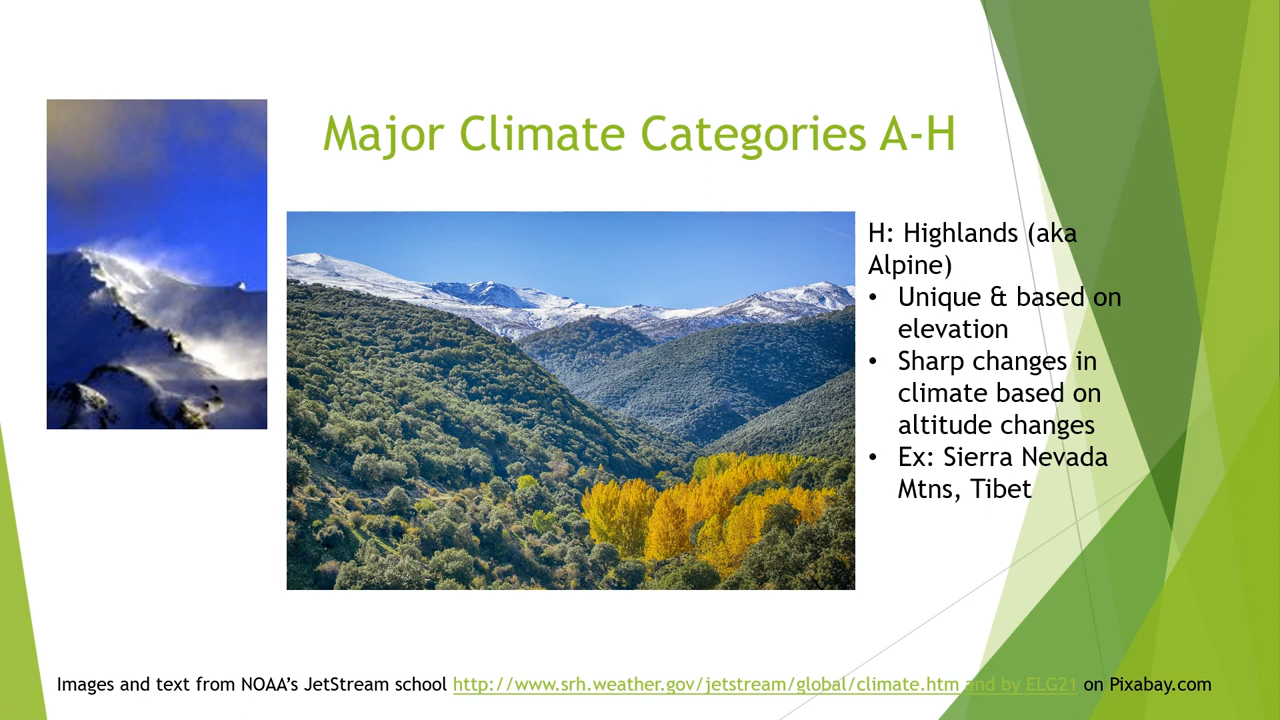 Major Climate Categories A-H
H: Highlands (aka
Alpine)
• Unique & based on
elevation
• Sharp changes in
climate based on
altitude changes
• Ex: Sierra Nevada
Mtns, Tibet
Images and text from NOAA’s JetStream school http://www.srh.weather.gov/jetstream/global/climate.htm and by ELG21 on Pixabay.com